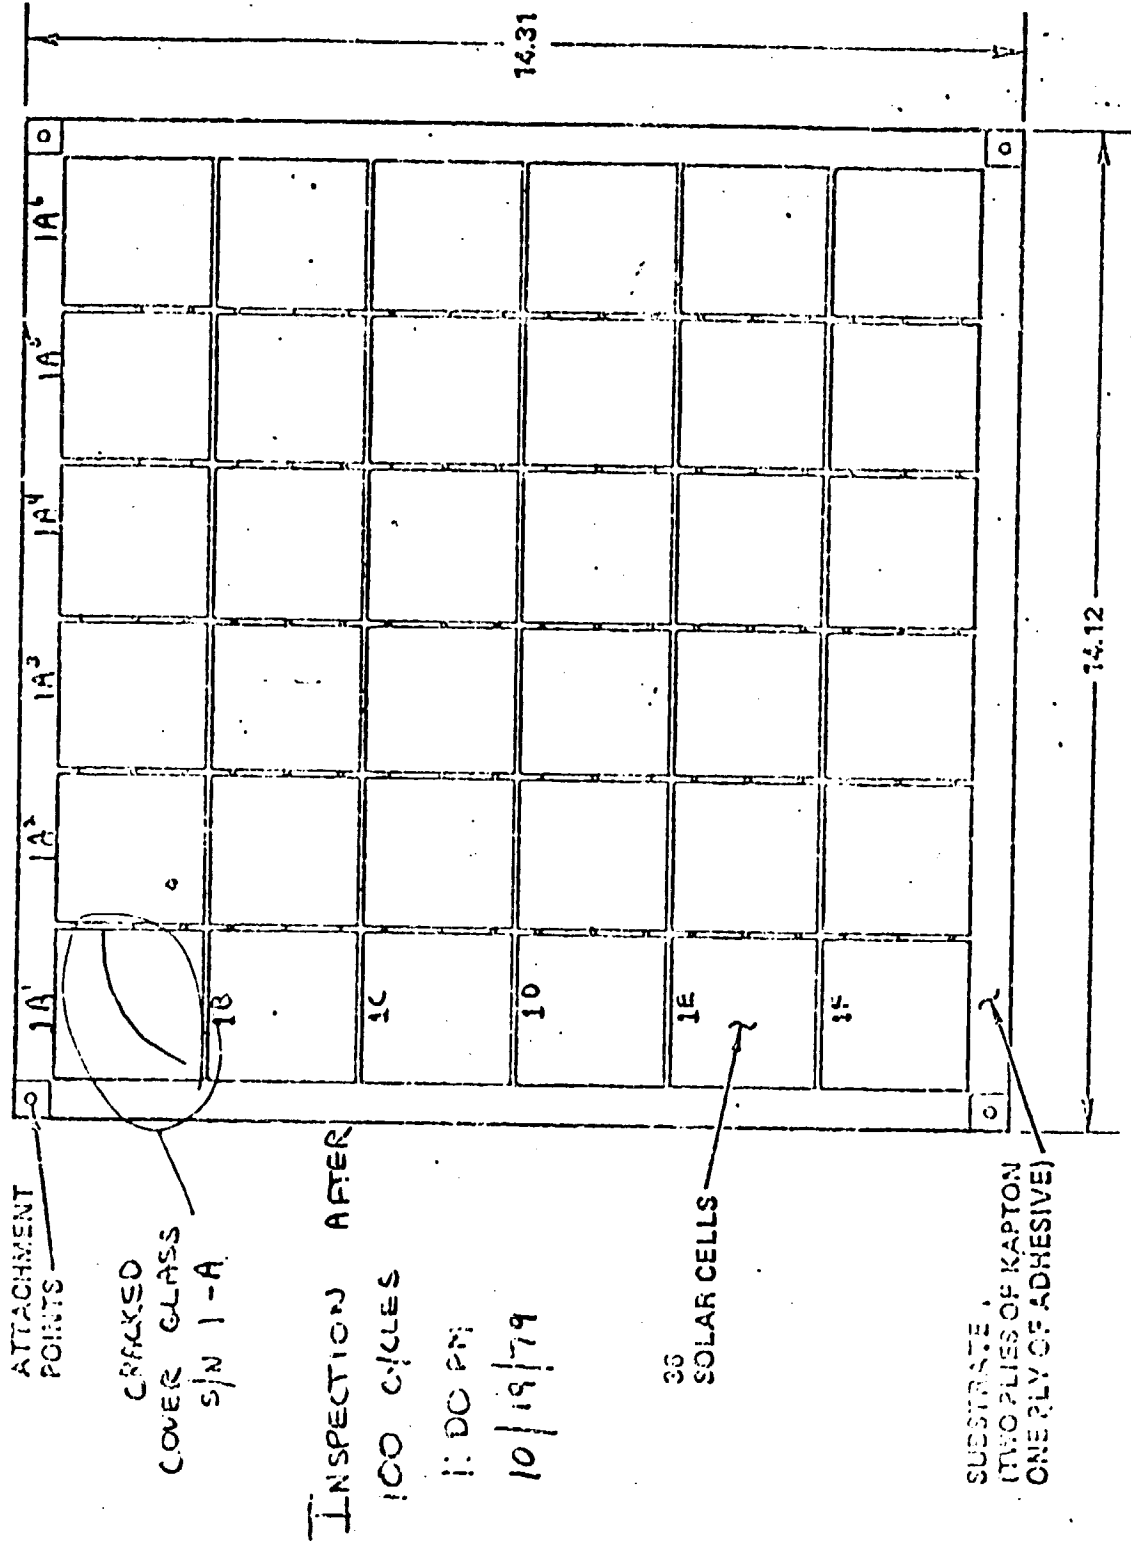 ATTACHMENT
POINTS
CRACKED
COVER GLASS
S/N 1-A
INSPECTION AFTER
100 CYCLES
10/19/79
36
SOLAR CELLS
SUBSTRATE
(TWO PLIES OF KAPTON
ONE PLY OF ADHESIVE)
1A1
1A2
1A3
1A4
1A5
1A6
1B
1C
1D
1E
1F
14.31
14.12